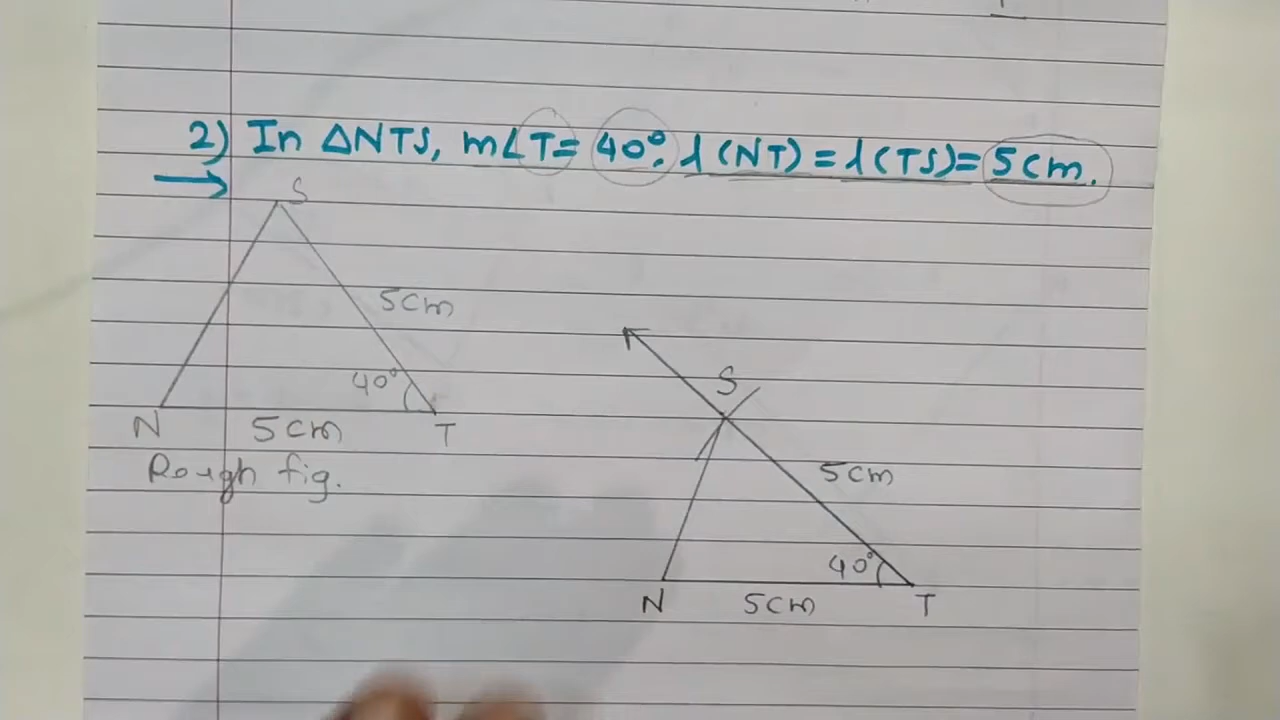 2) In ΔNTS, m∠T= 40°. l(NT) = l(TS)= 5cm.
S
5cm
40°
N 5cm T
Rough fig.
S
5cm
40°
N 5cm T